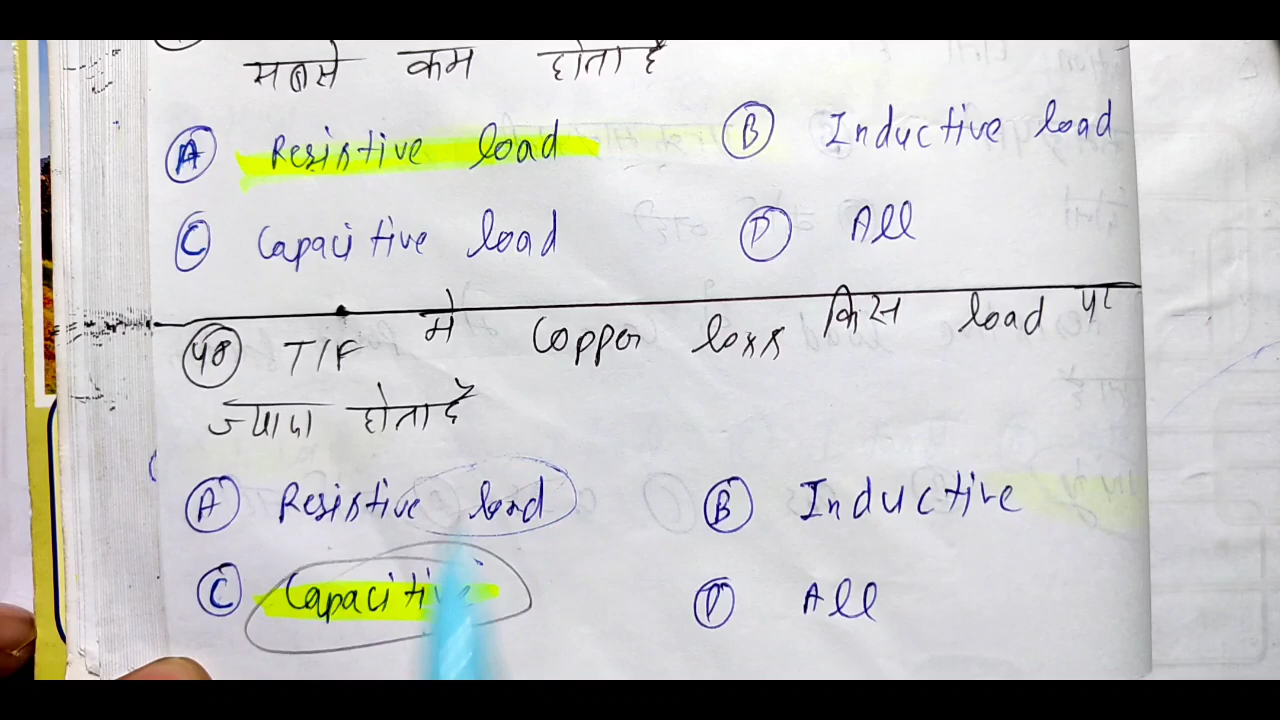 सबसे कम होता है
(A) Resistive load (B) Inductive load
(C) Capacitive load (D) All
(48) T/F में Copper loss किस load पर
ज्यादा होता है
(A) Resistive load (B) Inductive
(C) Capacitive (D) All